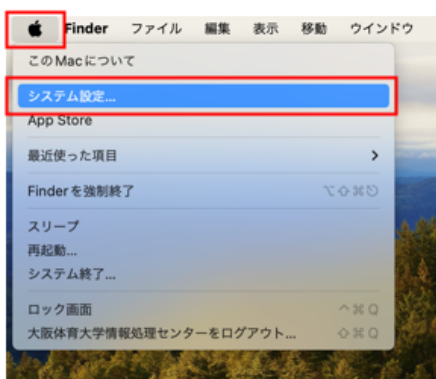 Finder ファイル 編集 表示 移動 ウインドウ
このMacについて
システム設定...
App Store
最近使った項目
Finderを強制終了 ⌥⇧⌘⎋
スリープ
再起動...
システム終了...
ロック画面 ^⌘Q
大阪体育大学情報処理センターをログアウト... ⇧⌘Q